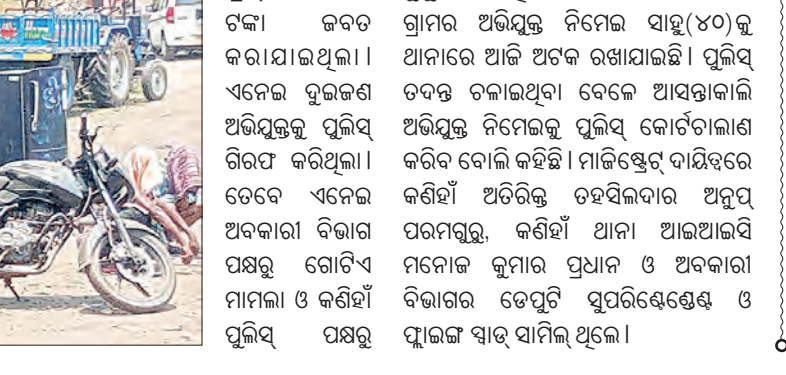 ଟଙ୍କା ଜବତ
କରାଯାଇଥିଲା।
ଏନେଇ ଦୁଇଜଣ
ଅଭିଯୁକ୍ତକୁ ପୁଲିସ୍
ଗିରଫ କରିଥିଲା।
ତେବେ ଏନେଇ
ଅବକାରୀ ବିଭାଗ
ପକ୍ଷରୁ ଗୋଟିଏ
ମାମଲା ଓ କଣିହାଁ
ପୁଲିସ୍ ପକ୍ଷରୁ
ଗ୍ରାମର ଅଭିଯୁକ୍ତ ନିମେଇ ସାହୁ(୪୦)କୁ
ଥାନାରେ ଆଜି ଅଟକ ରଖାଯାଇଛି। ପୁଲିସ୍
ତଦନ୍ତ ଚଳାଇଥିବା ବେଳେ ଆସନ୍ତାକାଲି
ଅଭିଯୁକ୍ତ ନିମେଇକୁ ପୁଲିସ୍ କୋର୍ଟଚାଲାଣ
କରିବ ବୋଲି କହିଛି। ମାଜିଷ୍ଟ୍ରେଟ୍ ଦାୟିତ୍ୱରେ
କଣିହାଁ ଅତିରିକ୍ତ ତହସିଲଦାର ଅନୁପ୍
ପରମଗୁରୁ, କଣିହାଁ ଥାନା ଆଇଆଇସି
ମନୋଜ କୁମାର ପ୍ରଧାନ ଓ ଅବକାରୀ
ବିଭାଗର ଡେପୁଟି ସୁପରିଣ୍ଟେଣ୍ଡେଣ୍ଟ ଓ
ଫ୍ଲାଇଙ୍ଗ ସ୍କ୍ୱାଡ୍ ସାମିଲ୍ ଥିଲେ।